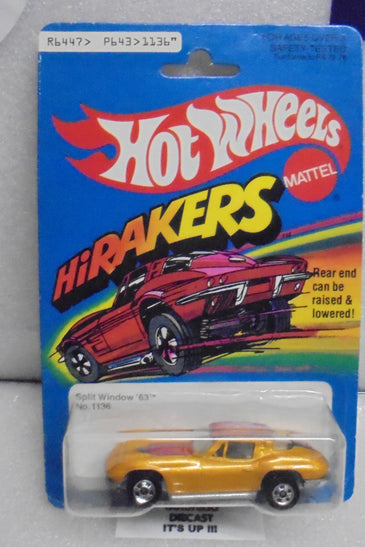 R6447> P643>1136"
FOR AGES OVER 3
SAFETY TESTED
Hot Wheels
MATTEL
®
HiRAKERS
Rear end
can be
raised &
lowered!
Split Window '63™
No. 1136
DIECAST
IT'S UP !!!